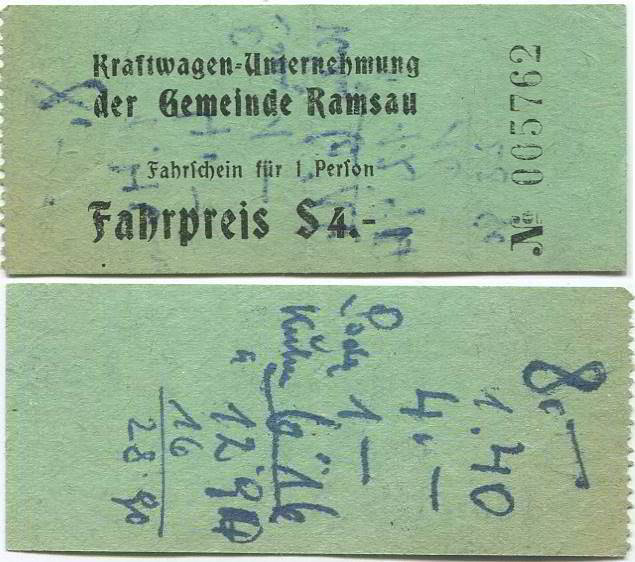 Kraftwagen-Unternehmung
der Gemeinde Ramsau
Fahrschein für 1 Person
Fahrpreis S 4.-
№ 005762
8.—
1.40
4.—
1—
12.90
16
28.90